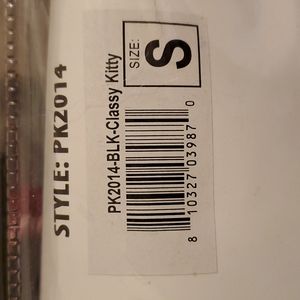 STYLE: PK2014
PK2014-BLK-Classy Kitty
SIZE:
S
8 10327 03987 0